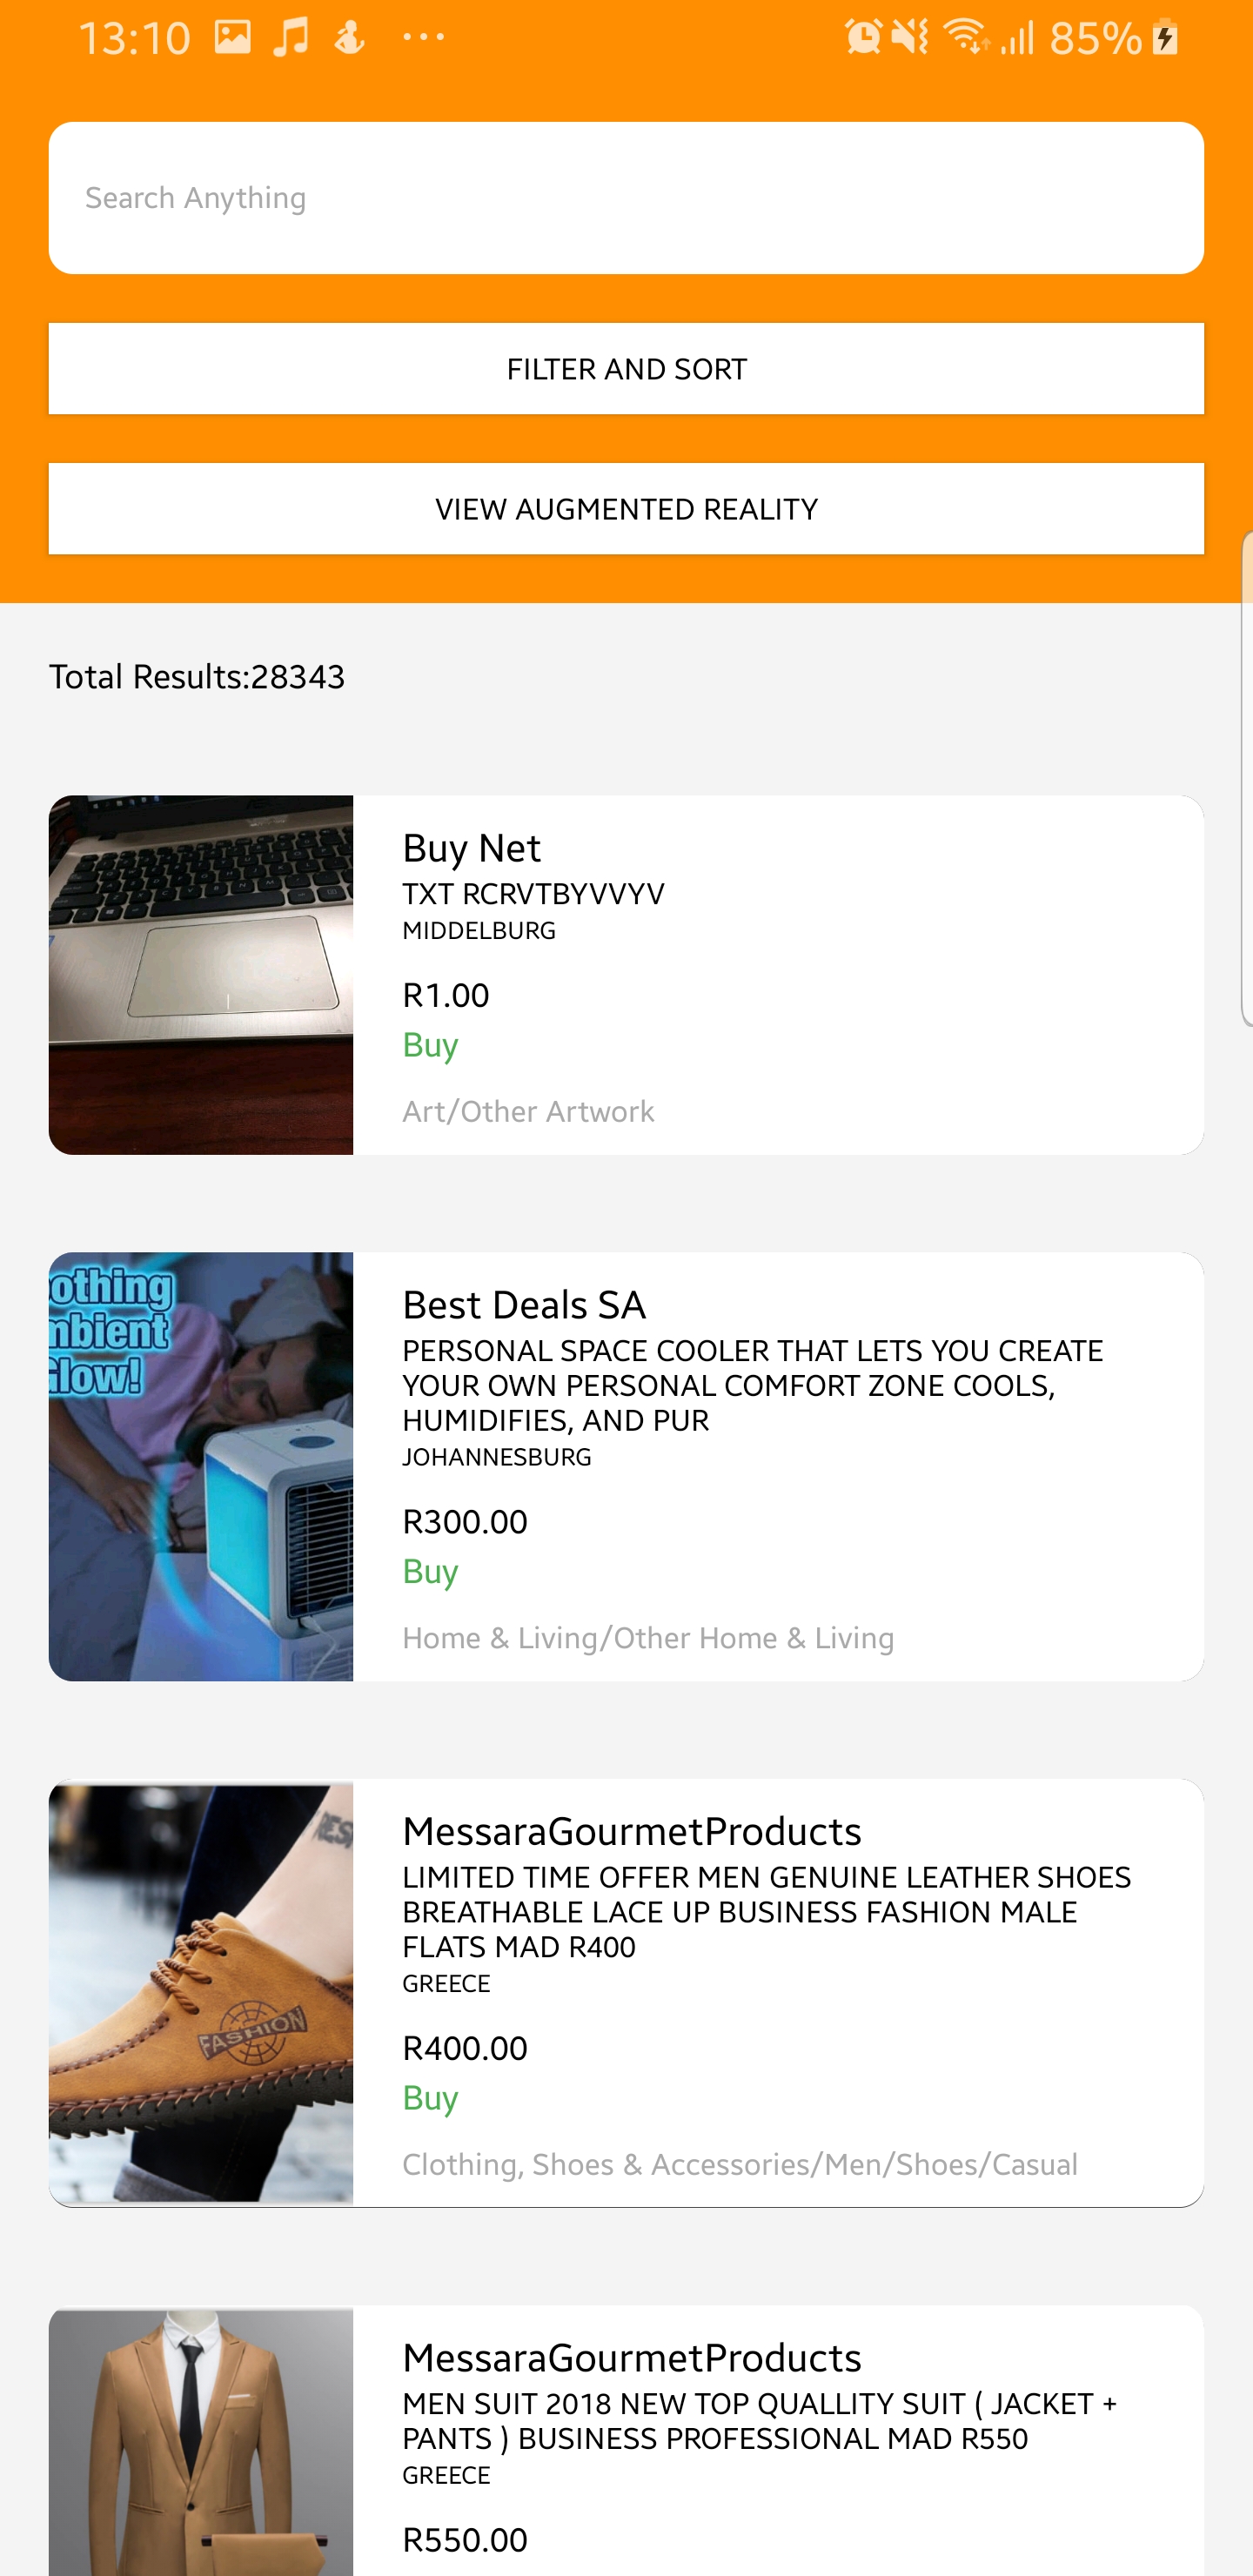 13:10
85%
Search Anything
FILTER AND SORT
VIEW AUGMENTED REALITY
Total Results:28343
Buy Net
TXT RCRVTBYVVYV
MIDDELBURG
R1.00
Buy
Art/Other Artwork
othing
mbient
Glow!
Best Deals SA
PERSONAL SPACE COOLER THAT LETS YOU CREATE
YOUR OWN PERSONAL COMFORT ZONE COOLS,
HUMIDIFIES, AND PUR
JOHANNESBURG
R300.00
Buy
Home & Living/Other Home & Living
FASHION
MessaraGourmetProducts
LIMITED TIME OFFER MEN GENUINE LEATHER SHOES
BREATHABLE LACE UP BUSINESS FASHION MALE
FLATS MAD R400
GREECE
R400.00
Buy
Clothing, Shoes & Accessories/Men/Shoes/Casual
MessaraGourmetProducts
MEN SUIT 2018 NEW TOP QUALLITY SUIT ( JACKET +
PANTS ) BUSINESS PROFESSIONAL MAD R550
GREECE
R550.00